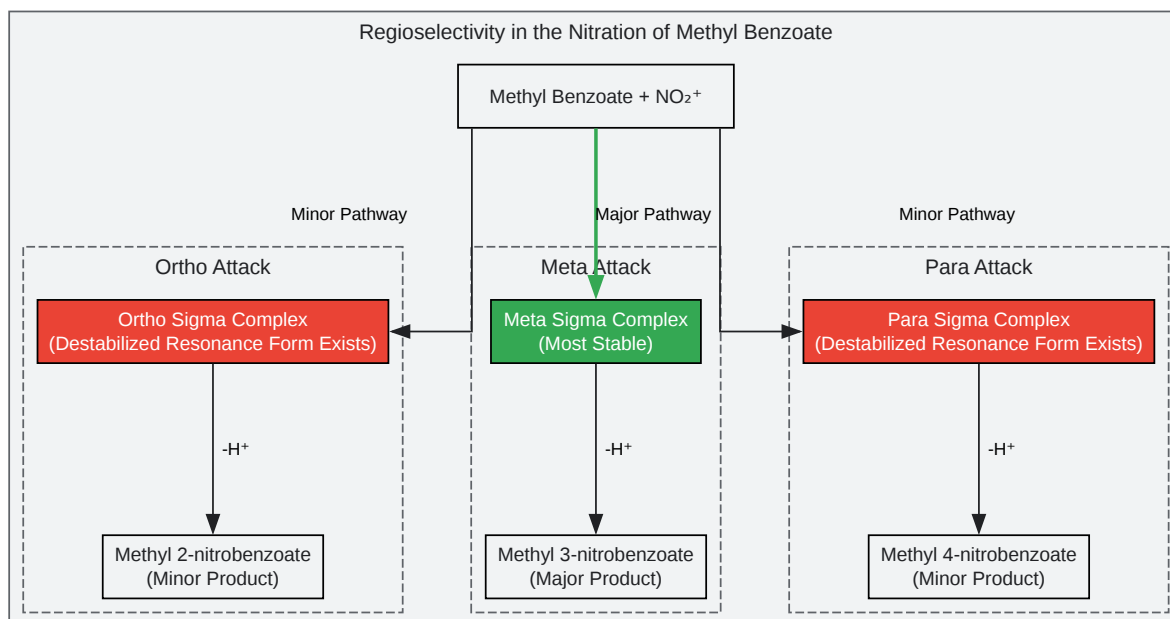 Regioselectivity in the Nitration of Methyl Benzoate
Methyl Benzoate + NO₂⁺
Minor Pathway
Major Pathway
Minor Pathway
Ortho Attack
Meta Attack
Para Attack
Ortho Sigma Complex
(Destabilized Resonance Form Exists)
Meta Sigma Complex
(Most Stable)
Para Sigma Complex
(Destabilized Resonance Form Exists)
-H⁺
-H⁺
-H⁺
Methyl 2-nitrobenzoate
(Minor Product)
Methyl 3-nitrobenzoate
(Major Product)
Methyl 4-nitrobenzoate
(Minor Product)